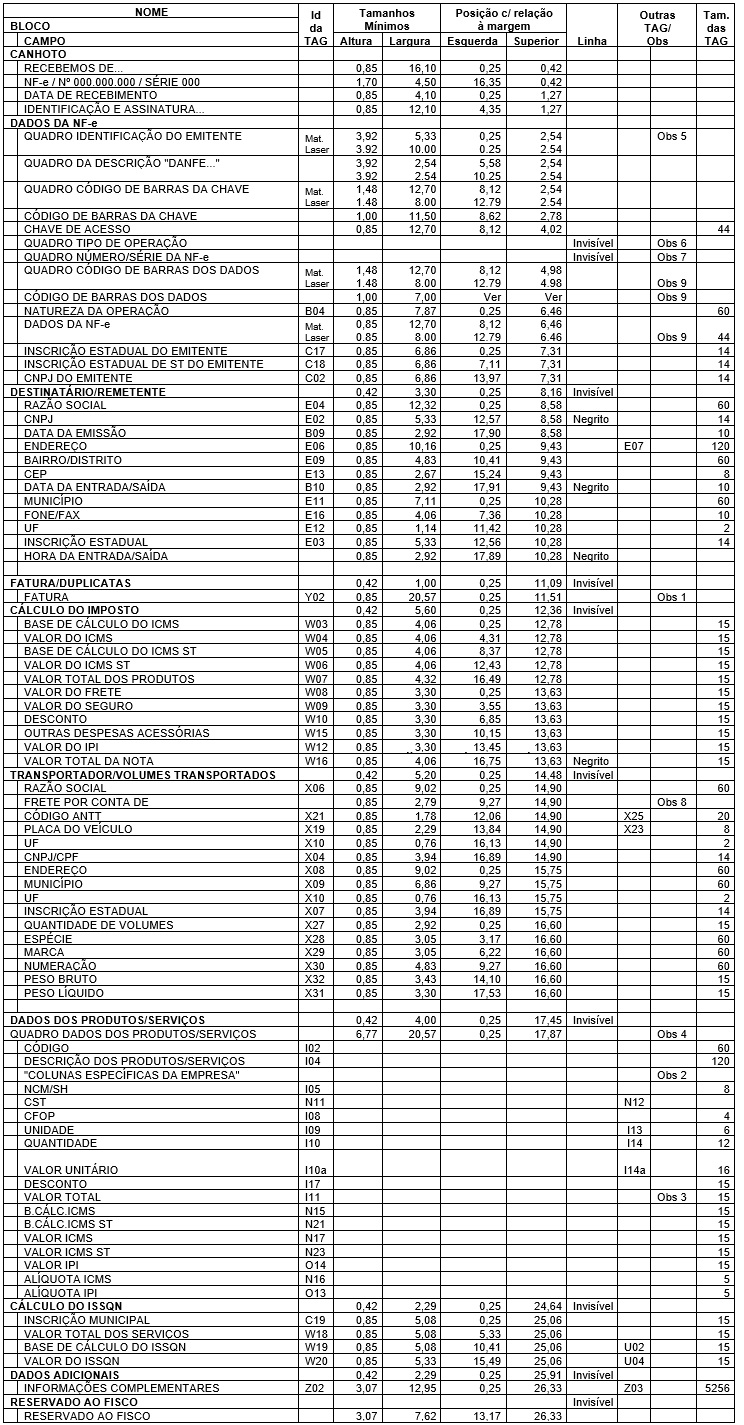 NOME Id da TAG Tamanhos Mínimos Posição c/ relação à margem Linha Outras TAG/ Obs Tam. das TAG
BLOCO
CAMPO Altura Largura Esquerda Superior
CANHOTO
RECEBEMOS DE... 0,85 16,10 0,25 0,42
NF-e / Nº 000.000.000 / SÉRIE 000 1,70 4,50 16,35 0,42
DATA DE RECEBIMENTO 0,85 4,10 0,25 1,27
IDENTIFICAÇÃO E ASSINATURA... 0,85 12,10 4,35 1,27
DADOS DA NF-e
QUADRO IDENTIFICAÇÃO DO EMITENTE Mat. 3,92 5,33 0,25 2,54 Obs 5
Laser 3.92 10.00 0.25 2.54
QUADRO DA DESCRIÇÃO "DANFE..." 3,92 2,54 5,58 2,54
3.92 2.54 10.25 2.54
QUADRO CÓDIGO DE BARRAS DA CHAVE Mat. 1,48 12,70 8,12 2,54
Laser 1.48 8.00 12.79 2.54
CÓDIGO DE BARRAS DA CHAVE 1,00 11,50 8,62 2,78
CHAVE DE ACESSO 0,85 12,70 8,12 4,02 44
QUADRO TIPO DE OPERAÇÃO Invisível Obs 6
QUADRO NÚMERO/SÉRIE DA NF-e Invisível Obs 7
QUADRO CÓDIGO DE BARRAS DOS DADOS Mat. 1,48 12,70 8,12 4,98
Laser 1.48 8.00 12.79 4.98 Obs 9
CÓDIGO DE BARRAS DOS DADOS 1,00 7,00 Ver Ver Obs 9
NATUREZA DA OPERAÇÃO B04 0,85 7,87 0,25 6,46 60
DADOS DA NF-e Mat. 0,85 12,70 8,12 6,46
Laser 0,85 8.00 12.79 6.46 Obs 9 44
INSCRIÇÃO ESTADUAL DO EMITENTE C17 0,85 6,86 0,25 7,31 14
INSCRIÇÃO ESTADUAL DE ST DO EMITENTE C18 0,85 6,86 7,11 7,31 14
CNPJ DO EMITENTE C02 0,85 6,86 13,97 7,31 14
DESTINATÁRIO/REMETENTE 0,42 3,30 0,25 8,16 Invisível
RAZÃO SOCIAL E04 0,85 12,32 0,25 8,58 60
CNPJ E02 0,85 5,33 12,57 8,58 Negrito 14
DATA DA EMISSÃO B09 0,85 2,92 17,90 8,58 10
ENDEREÇO E06 0,85 10,16 0,25 9,43 E07 120
BAIRRO/DISTRITO E09 0,85 4,83 10,41 9,43 60
CEP E13 0,85 2,67 15,24 9,43 8
DATA DA ENTRADA/SAÍDA B10 0,85 2,92 17,91 9,43 Negrito 10
MUNICÍPIO E11 0,85 7,11 0,25 10,28 60
FONE/FAX E16 0,85 4,06 7,36 10,28 10
UF E12 0,85 1,14 11,42 10,28 2
INSCRIÇÃO ESTADUAL E03 0,85 5,33 12,56 10,28 14
HORA DA ENTRADA/SAÍDA 0,85 2,92 17,89 10,28 Negrito
FATURA/DUPLICATAS 0,42 1,00 0,25 11,09 Invisível
FATURA Y02 0,85 20,57 0,25 11,51 Obs 1
CÁLCULO DO IMPOSTO 0,42 5,60 0,25 12,36 Invisível
BASE DE CÁLCULO DO ICMS W03 0,85 4,06 0,25 12,78 15
VALOR DO ICMS W04 0,85 4,06 4,31 12,78 15
BASE DE CÁLCULO DO ICMS ST W05 0,85 4,06 8,37 12,78 15
VALOR DO ICMS ST W06 0,85 4,06 12,43 12,78 15
VALOR TOTAL DOS PRODUTOS W07 0,85 4,32 16,49 12,78 15
VALOR DO FRETE W08 0,85 3,30 0,25 13,63 15
VALOR DO SEGURO W09 0,85 3,30 3,55 13,63 15
DESCONTO W10 0,85 3,30 6,85 13,63 15
OUTRAS DESPESAS ACESSÓRIAS W15 0,85 3,30 10,15 13,63 15
VALOR DO IPI W12 0,85 3,30 13,45 13,63 15
VALOR TOTAL DA NOTA W16 0,85 4,06 16,75 13,63 Negrito 15
TRANSPORTADOR/VOLUMES TRANSPORTADOS 0,42 5,20 0,25 14,48 Invisível
RAZÃO SOCIAL X06 0,85 9,02 0,25 14,90 60
FRETE POR CONTA DE 0,85 2,79 9,27 14,90 Obs 8
CÓDIGO ANTT X21 0,85 1,78 12,06 14,90 X25 20
PLACA DO VEÍCULO X19 0,85 2,29 13,84 14,90 X23 8
UF X10 0,85 0,76 16,13 14,90 2
CNPJ/CPF X04 0,85 3,94 16,89 14,90 14
ENDEREÇO X08 0,85 9,02 0,25 15,75 60
MUNICÍPIO X09 0,85 6,86 9,27 15,75 60
UF X10 0,85 0,76 16,13 15,75 2
INSCRIÇÃO ESTADUAL X07 0,85 3,94 16,89 15,75 14
QUANTIDADE DE VOLUMES X27 0,85 2,92 0,25 16,60 15
ESPÉCIE X28 0,85 3,05 3,17 16,60 60
MARCA X29 0,85 3,05 6,22 16,60 60
NUMERAÇÃO X30 0,85 4,83 9,27 16,60 60
PESO BRUTO X32 0,85 3,43 14,10 16,60 15
PESO LÍQUIDO X31 0,85 3,30 17,53 16,60 15
DADOS DOS PRODUTOS/SERVIÇOS 0,42 4,00 0,25 17,45 Invisível
QUADRO DADOS DOS PRODUTOS/SERVIÇOS 6,77 20,57 0,25 17,87 Obs 4
CÓDIGO I02 60
DESCRIÇÃO DOS PRODUTOS/SERVIÇOS I04 120
"COLUNAS ESPECÍFICAS DA EMPRESA" Obs 2
NCM/SH I05 8
CST N11 N12
CFOP I08 4
UNIDADE I09 I13 6
QUANTIDADE I10 I14 12
VALOR UNITÁRIO I10a I14a 16
DESCONTO I17 15
VALOR TOTAL I11 Obs 3 15
B.CÁLC.ICMS N15 15
B.CÁLC.ICMS ST N21 15
VALOR ICMS N17 15
VALOR ICMS ST N23 15
VALOR IPI O14 15
ALÍQUOTA ICMS N16 5
ALÍQUOTA IPI O13 5
CÁLCULO DO ISSQN 0,42 2,29 0,25 24,64 Invisível
INSCRIÇÃO MUNICIPAL C19 0,85 5,08 0,25 25,06 15
VALOR TOTAL DOS SERVIÇOS W18 0,85 5,08 5,33 25,06 15
BASE DE CÁLCULO DO ISSQN W19 0,85 5,08 10,41 25,06 U02 15
VALOR DO ISSQN W20 0,85 5,33 15,49 25,06 U04 15
DADOS ADICIONAIS 0,42 2,29 0,25 25,91 Invisível
INFORMAÇÕES COMPLEMENTARES Z02 3,07 12,95 0,25 26,33 Z03 5256
RESERVADO AO FISCO Invisível
RESERVADO AO FISCO 3,07 7,62 13,17 26,33